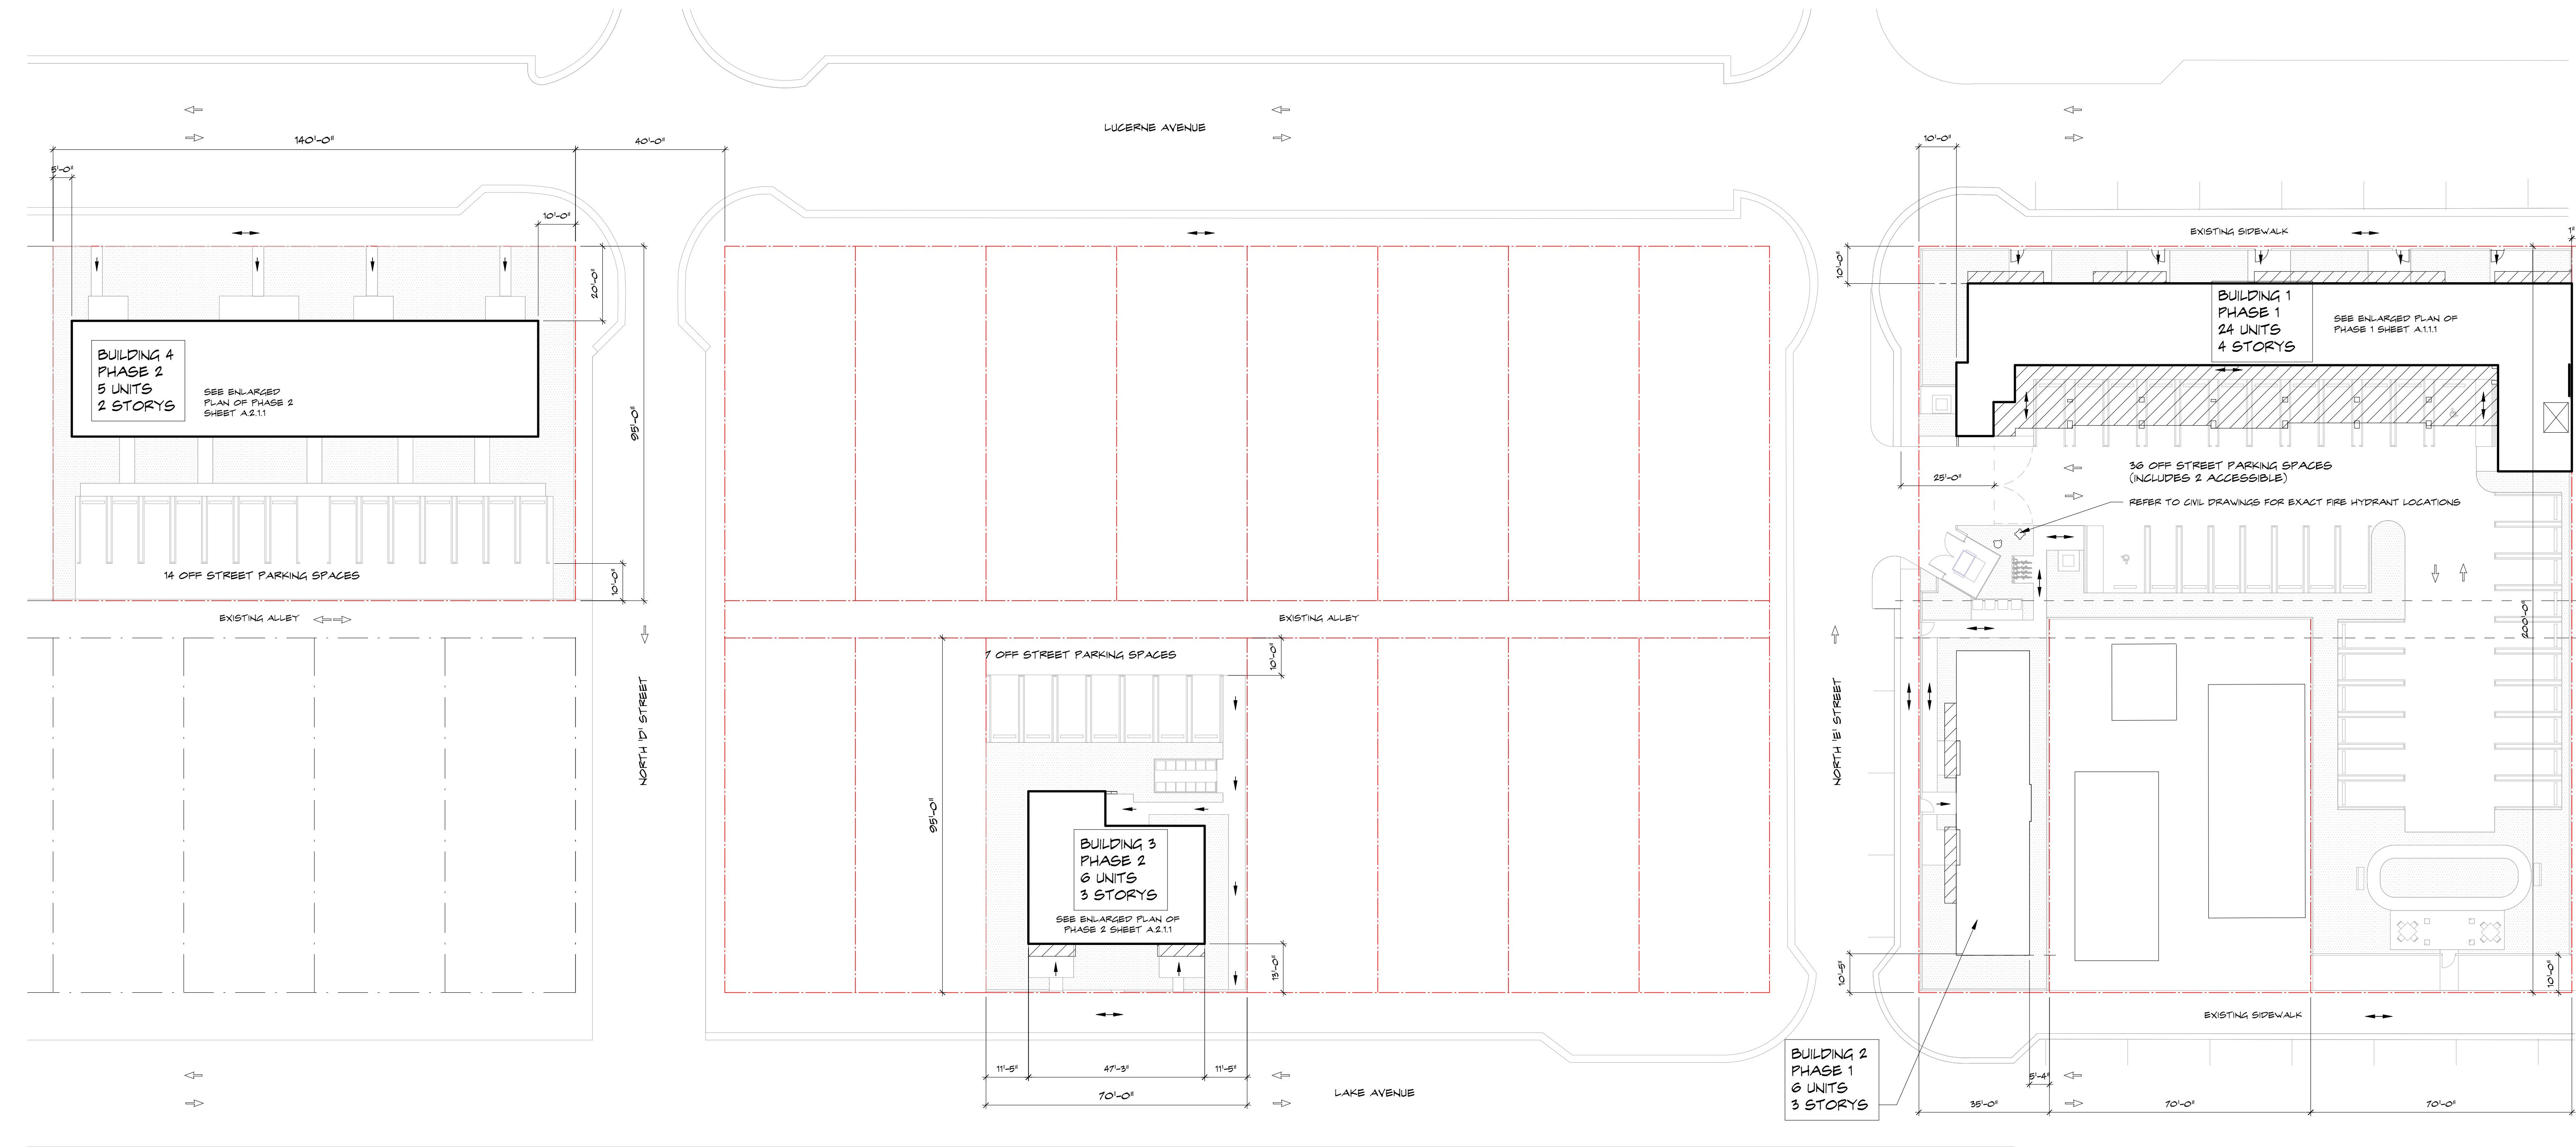 LUCERNE AVENUE
140'-0"
40'-0"
5'-0"
10'-0"
20'-0"
95'-0"
BUILDING 4
PHASE 2
5 UNITS
2 STORYS
SEE ENLARGED
PLAN OF PHASE 2
SHEET A.2.1.1
14 OFF STREET PARKING SPACES
10'-0"
EXISTING ALLEY
NORTH 'D' STREET
EXISTING ALLEY
7 OFF STREET PARKING SPACES
10'-0"
95'-0"
BUILDING 3
PHASE 2
6 UNITS
3 STORYS
SEE ENLARGED PLAN OF
PHASE 2 SHEET A.2.1.1
13'-0"
11'-5"
47'-3"
11'-5"
70'-0"
LAKE AVENUE
NORTH 'E' STREET
10'-0"
EXISTING SIDEWALK
1"
10'-0"
BUILDING 1
PHASE 1
24 UNITS
4 STORYS
SEE ENLARGED PLAN OF
PHASE 1 SHEET A.1.1.1
36 OFF STREET PARKING SPACES
(INCLUDES 2 ACCESSIBLE)
25'-0"
REFER TO CIVIL DRAWINGS FOR EXACT FIRE HYDRANT LOCATIONS
200'-0"
10'-5"
10'-0"
EXISTING SIDEWALK
BUILDING 2
PHASE 1
6 UNITS
3 STORYS
5'-4"
35'-0"
70'-0"
70'-0"